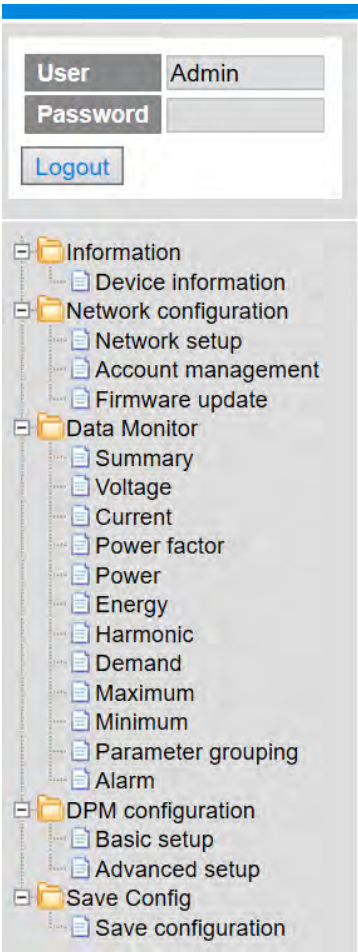 User Admin
Password
Logout
Information
Device information
Network configuration
Network setup
Account management
Firmware update
Data Monitor
Summary
Voltage
Current
Power factor
Power
Energy
Harmonic
Demand
Maximum
Minimum
Parameter grouping
Alarm
DPM configuration
Basic setup
Advanced setup
Save Config
Save configuration